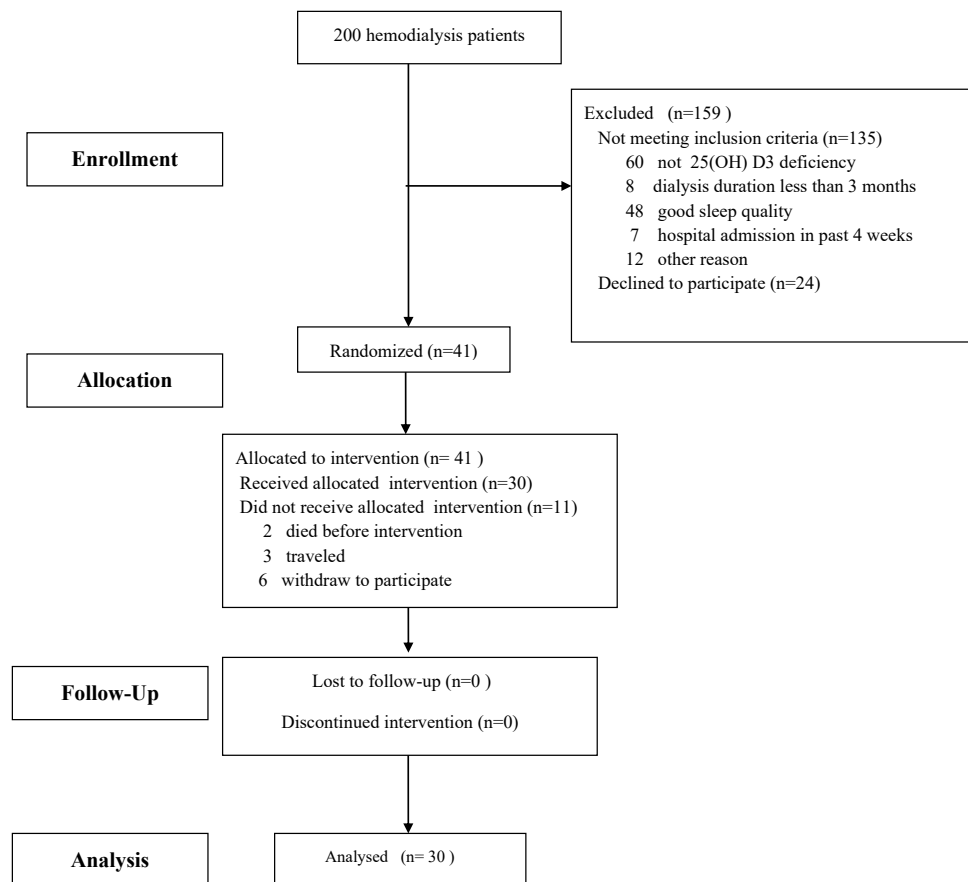 200 hemodialysis patients
Enrollment
Excluded (n=159 )
Not meeting inclusion criteria (n=135)
60 not 25(OH) D3 deficiency
8 dialysis duration less than 3 months
48 good sleep quality
7 hospital admission in past 4 weeks
12 other reason
Declined to participate (n=24)
Randomized (n=41)
Allocation
Allocated to intervention (n= 41 )
Received allocated intervention (n=30)
Did not receive allocated intervention (n=11)
2 died before intervention
3 traveled
6 withdraw to participate
Follow-Up
Lost to follow-up (n=0 )
Discontinued intervention (n=0)
Analysis
Analysed (n= 30 )